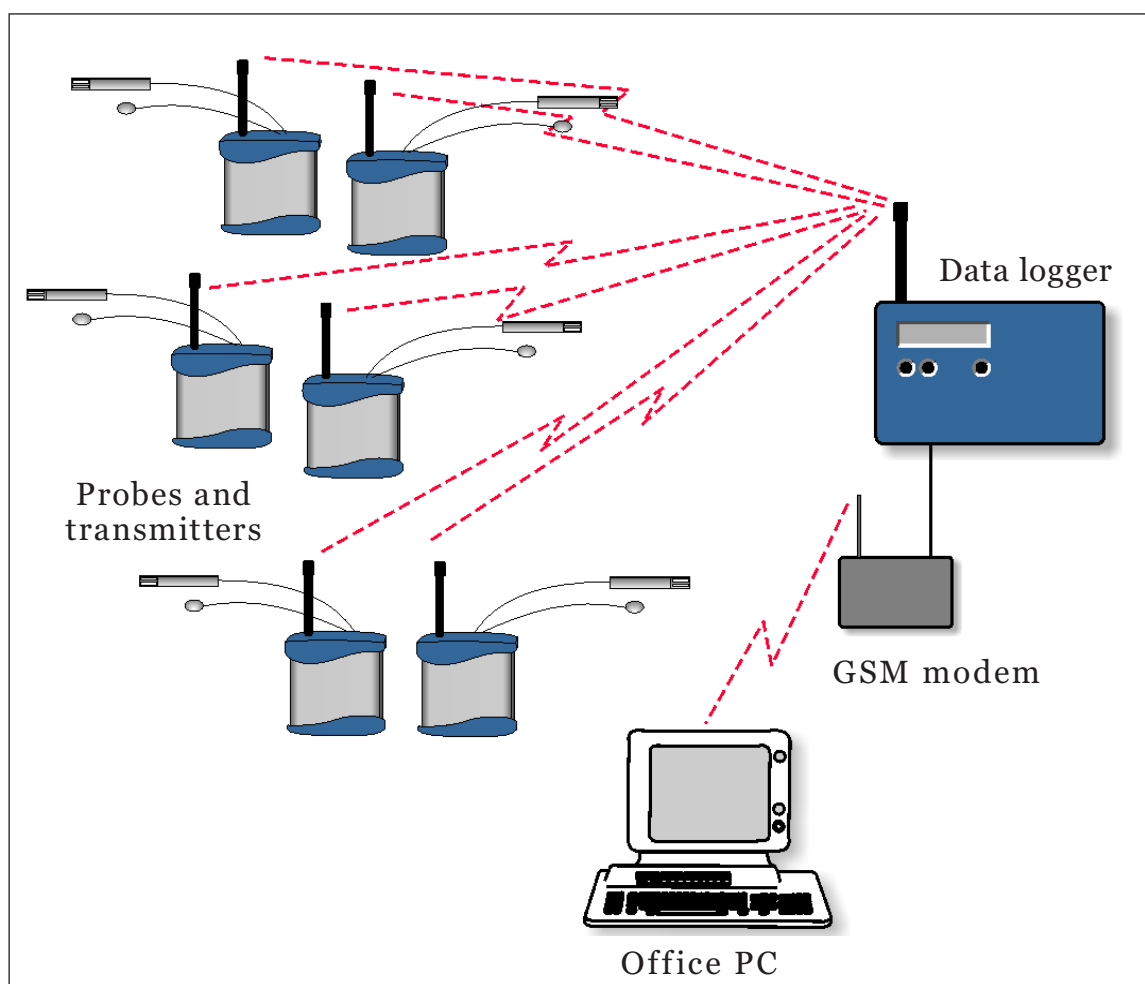 Data logger
Probes and
transmitters
GSM modem
Office PC